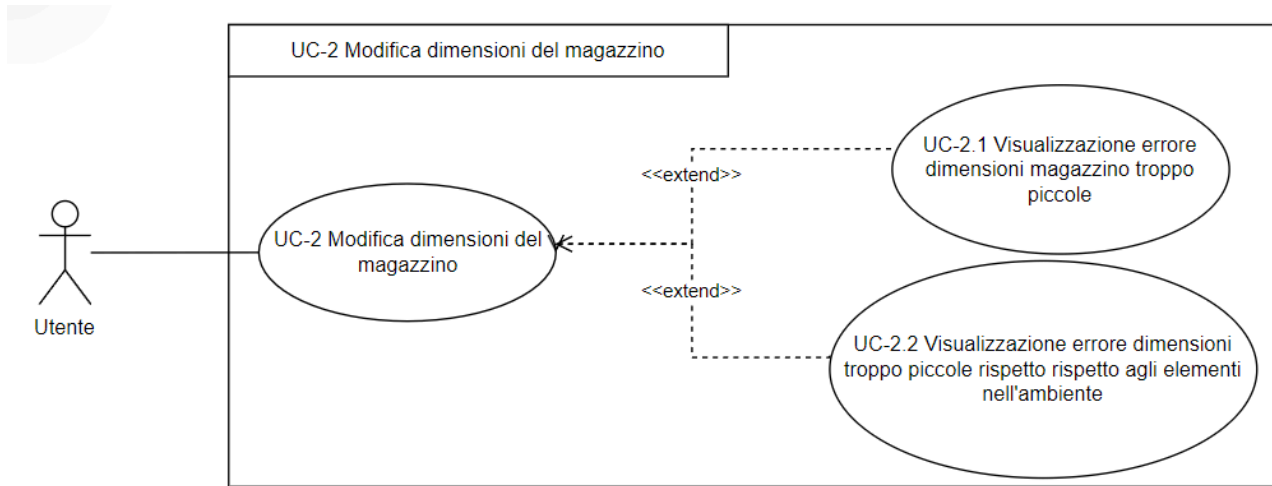 UC-2 Modifica dimensioni del magazzino
UC-2.1 Visualizzazione errore
dimensioni magazzino troppo
piccole
<<extend>>
UC-2 Modifica dimensioni del
magazzino
<<extend>>
Utente
UC-2.2 Visualizzazione errore dimensioni
troppo piccole rispetto rispetto agli elementi
nell'ambiente